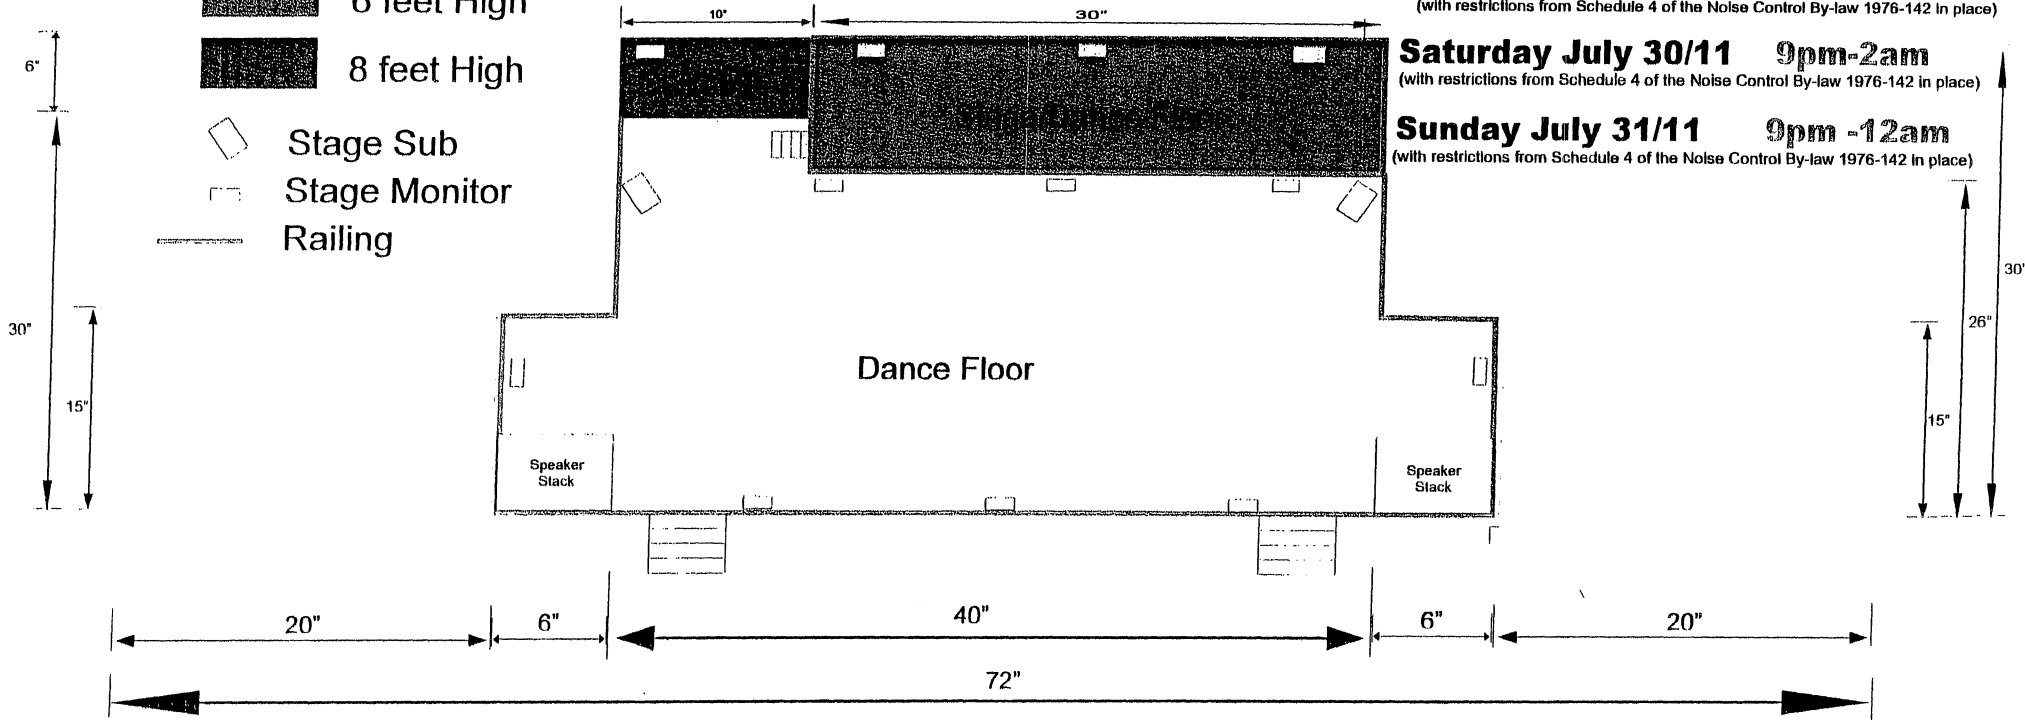 6 feet High
8 feet High
Stage Sub
Stage Monitor
Railing
6"
30"
15"
10"
30"
(with restrictions from Schedule 4 of the Noise Control By-law 1976-142 in place)
Saturday July 30/11 9pm-2am
(with restrictions from Schedule 4 of the Noise Control By-law 1976-142 in place)
Sunday July 31/11 9pm -12am
(with restrictions from Schedule 4 of the Noise Control By-law 1976-142 in place)
30'
26"
15"
Dance Floor
Speaker
Stack
Speaker
Stack
20"
6"
40"
6"
20"
72"